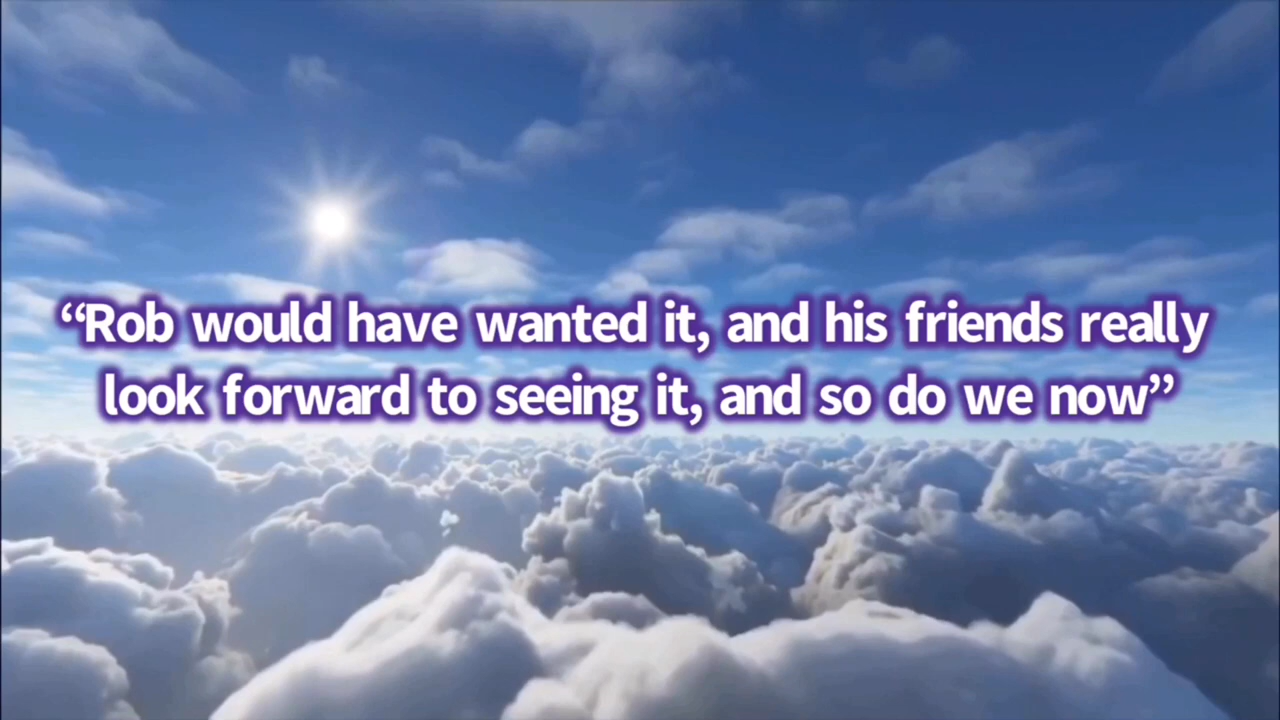 “Rob would have wanted it, and his friends really
look forward to seeing it, and so do we now”